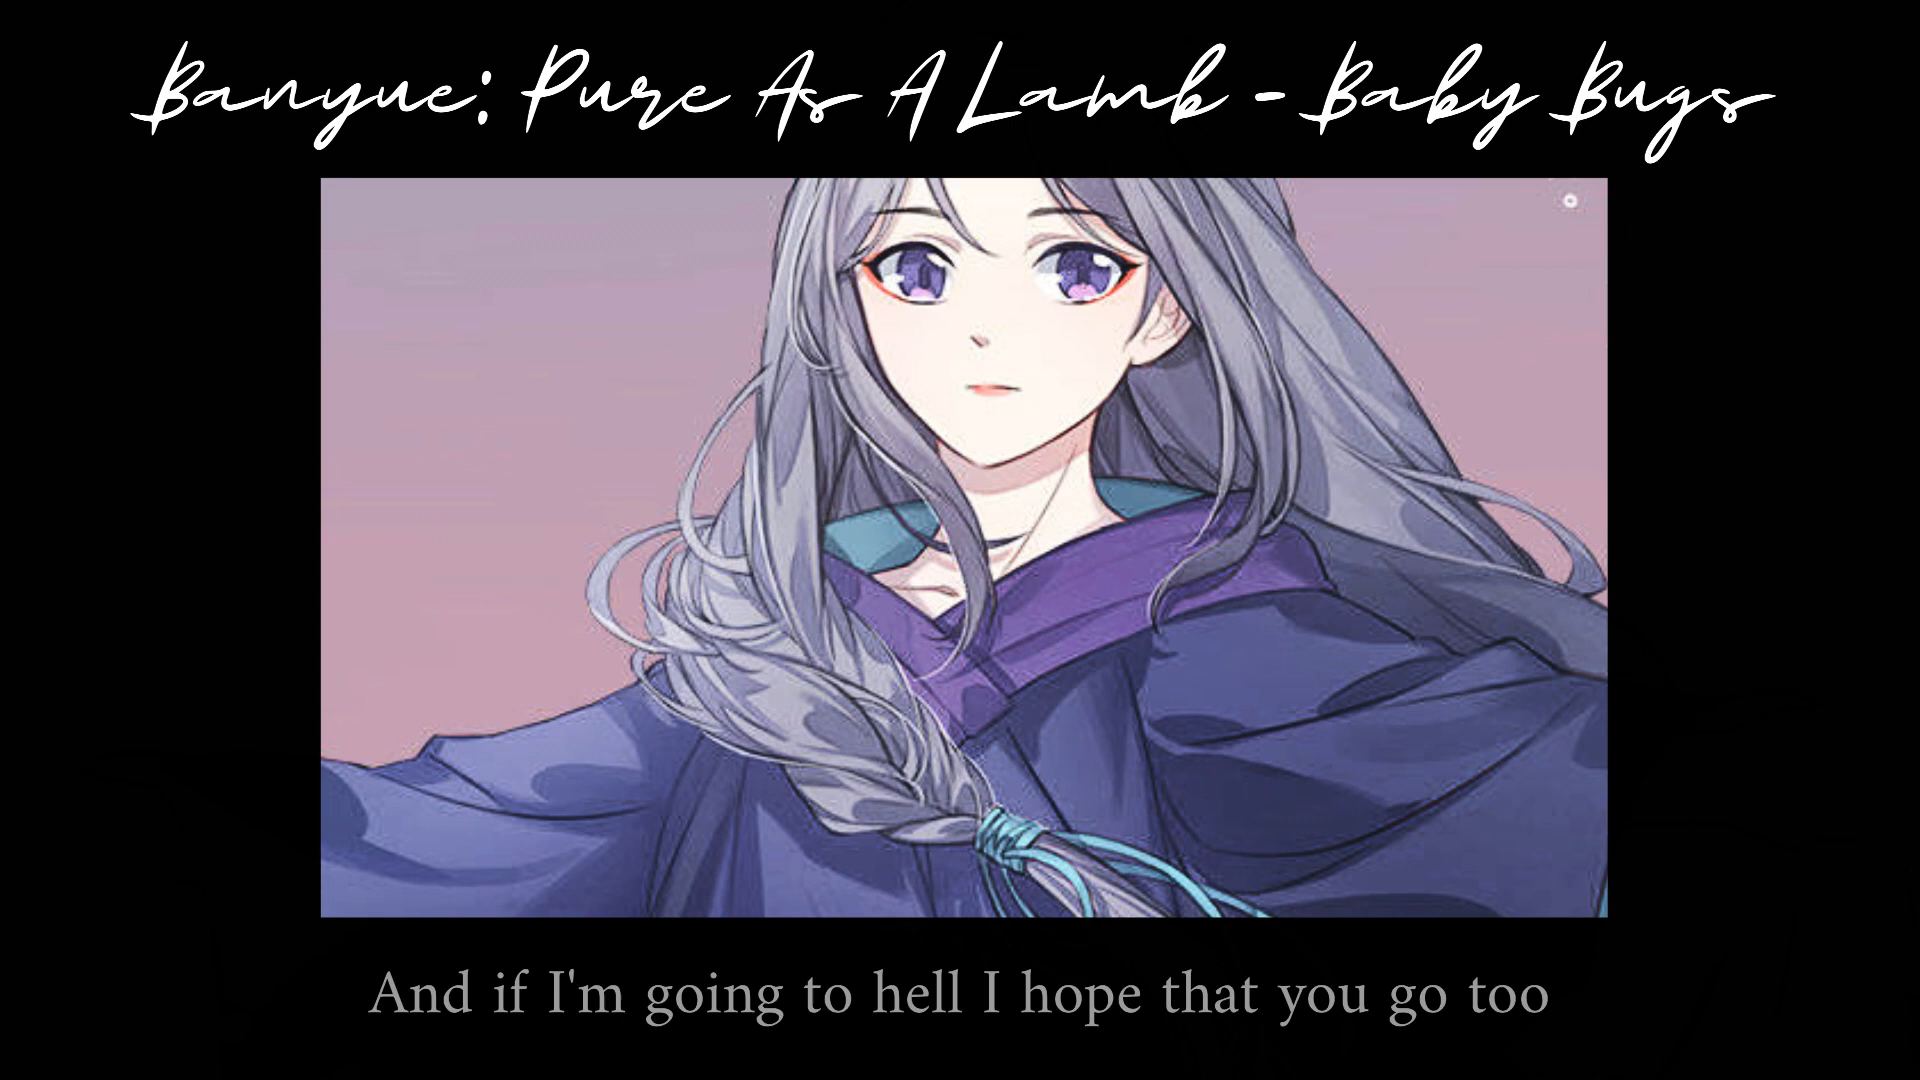 Banyue: Pure As A Lamb - Baby Bugs
And if I'm going to hell I hope that you go too